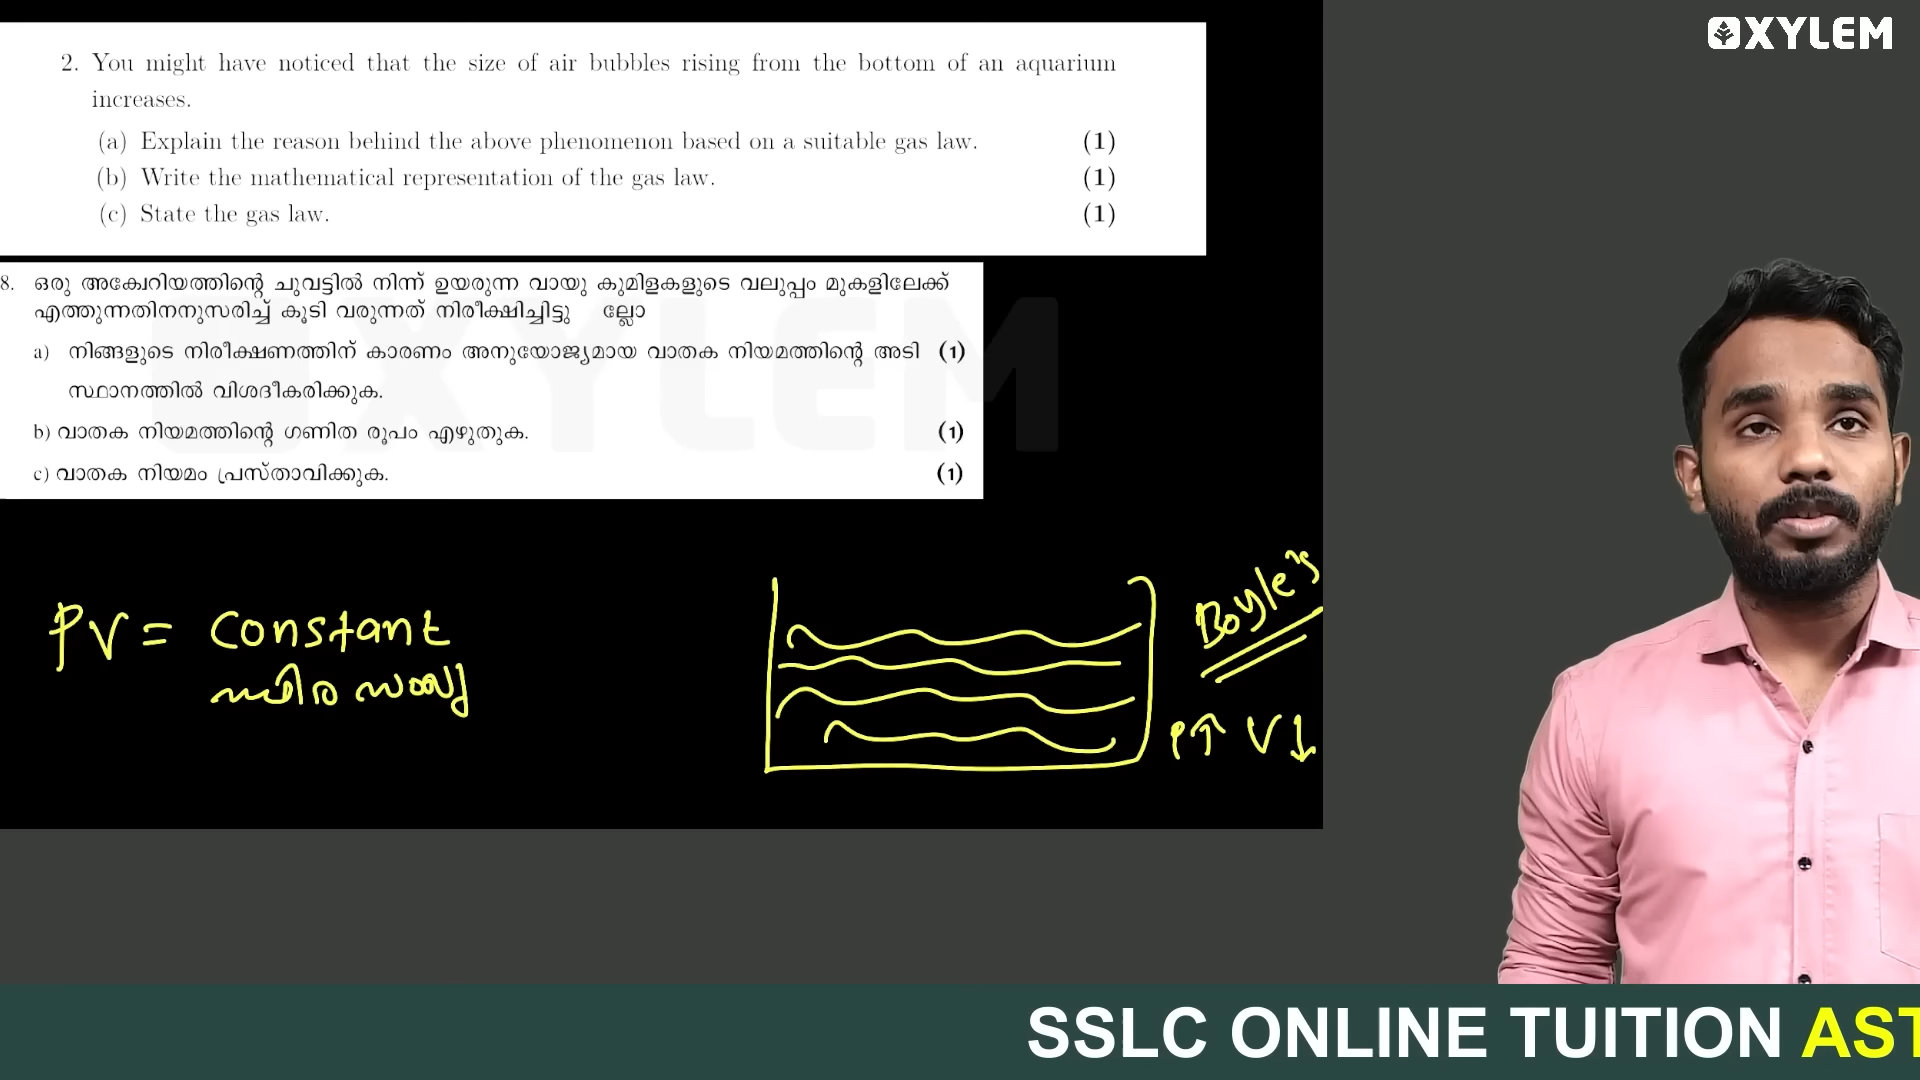 XYLEM
2. You might have noticed that the size of air bubbles rising from the bottom of an aquarium
increases.
(a) Explain the reason behind the above phenomenon based on a suitable gas law. (1)
(b) Write the mathematical representation of the gas law. (1)
(c) State the gas law. (1)
8. ഒരു അക്വേറിയത്തിന്റെ ചുവട്ടിൽ നിന്ന് ഉയരുന്ന വായു കുമിളകളുടെ വലുപ്പം മുകളിലേക്ക്
എത്തുന്നതിനനുസരിച്ച് കൂടി വരുന്നത് നിരീക്ഷിച്ചിട്ടു ല്ലോ
a) നിങ്ങളുടെ നിരീക്ഷണത്തിന് കാരണം അനുയോജ്യമായ വാതക നിയമത്തിന്റെ അടി (1)
സ്ഥാനത്തിൽ വിശദീകരിക്കുക.
b) വാതക നിയമത്തിന്റെ ഗണിത രൂപം എഴുതുക. (1)
c) വാതക നിയമം പ്രസ്താവിക്കുക. (1)
XYLEM
PV = Constant
സ്ഥിര സംഖ്യ
Boyle's
P↑ V↓
SSLC ONLINE TUITION AST